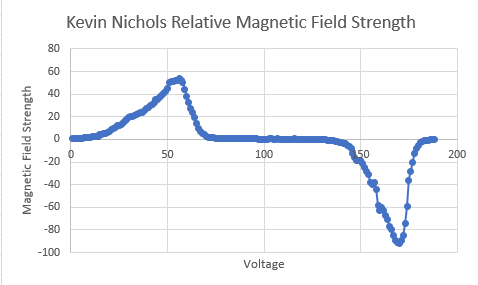 Kevin Nichols Relative Magnetic Field Strength
Magnetic Field Strength
80
60
40
20
0
-20
-40
-60
-80
-100
0 50 100 150 200
Voltage